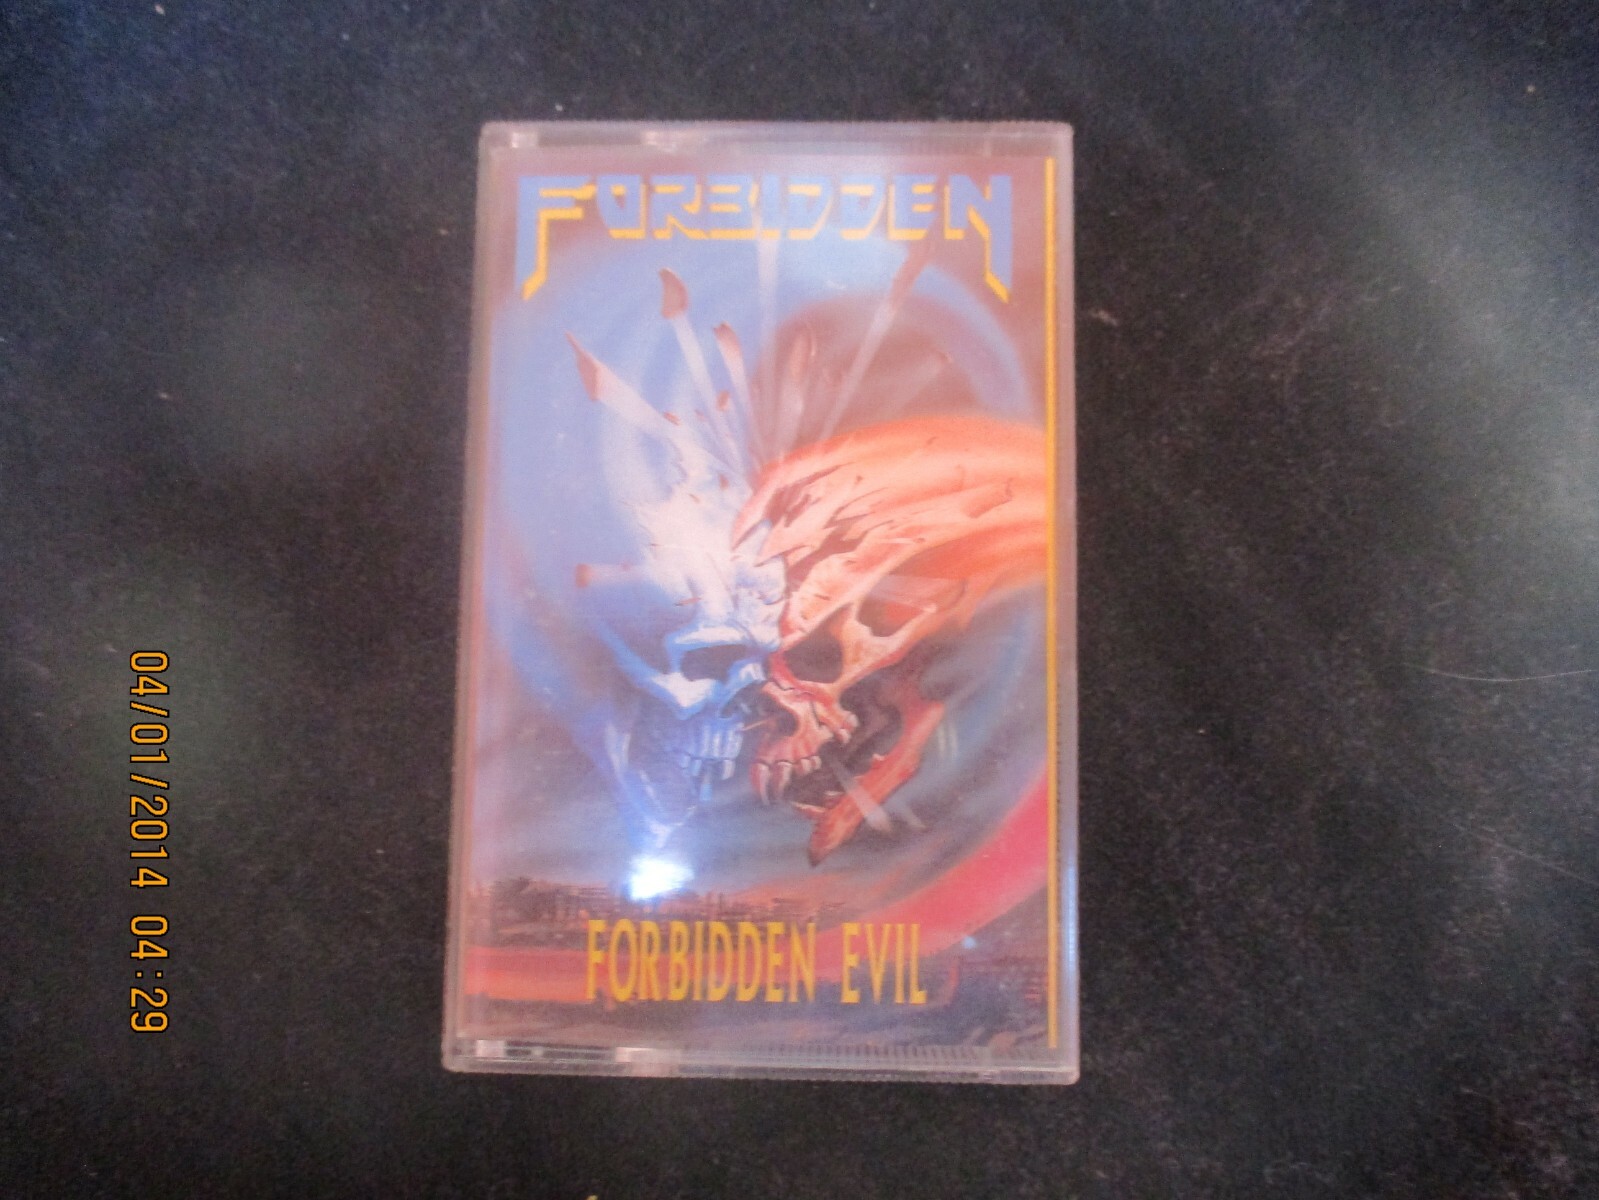 FORBIDDEN
FORBIDDEN EVIL
04/01/2014 04:29